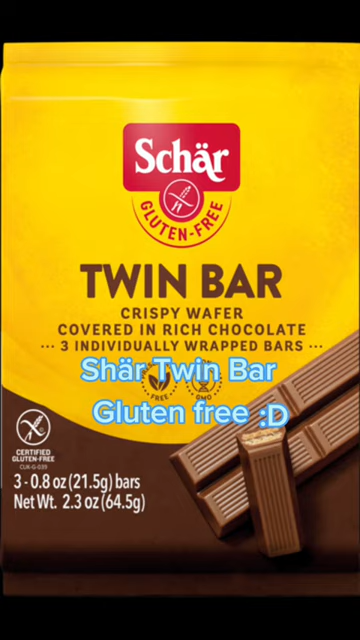 Schär
GLUTEN-FREE
TWIN BAR
CRISPY WAFER
COVERED IN RICH CHOCOLATE
··· 3 INDIVIDUALLY WRAPPED BARS ···
Shär Twin Bar
FREE
GMO
Gluten free :D
CERTIFIED
GLUTEN-FREE
CUK-G-039
3 - 0.8 oz (21.5g) bars
Net Wt. 2.3 oz (64.5g)